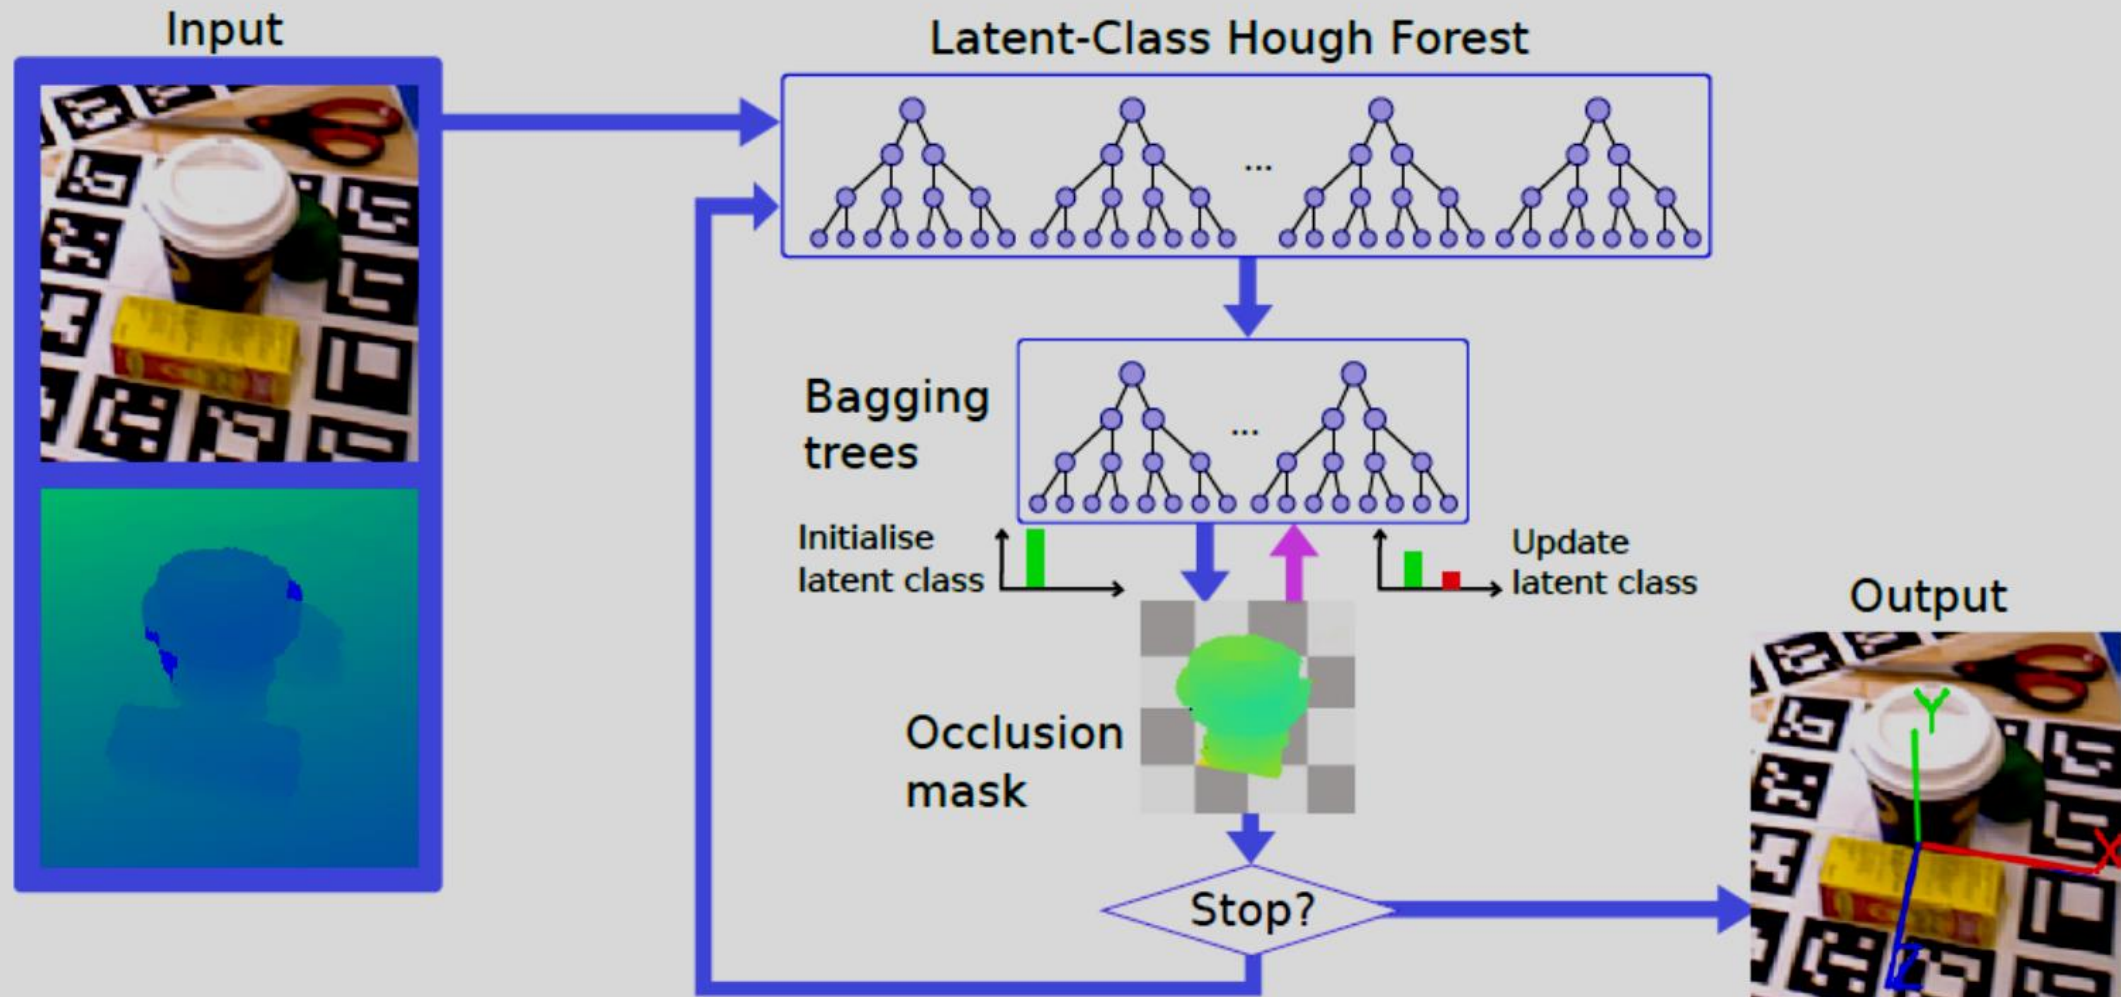 Input
Latent-Class Hough Forest
...
Bagging
trees
...
Initialise
latent class
Update
latent class
Occlusion
mask
Stop?
Output
Y
X
Z